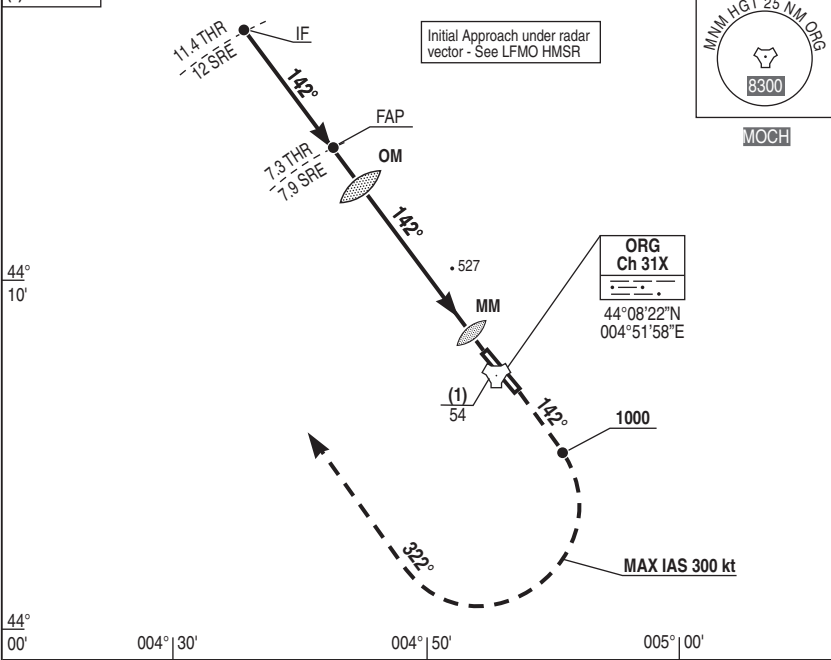 11.4 THR
12 SRE
IF
Initial Approach under radar
vector - See LFMO HMSR
MNM HGT 25 NM ORG
8300
MOCH
142°
FAP
7.3 THR
7.9 SRE
OM
142°
527
ORG
Ch 31X
44°08'22"N
004°51'58"E
44°
10'
MM
(1)
54
142°
1000
322°
MAX IAS 300 kt
44°
00'
004° 30'
004° 50'
005° 00'